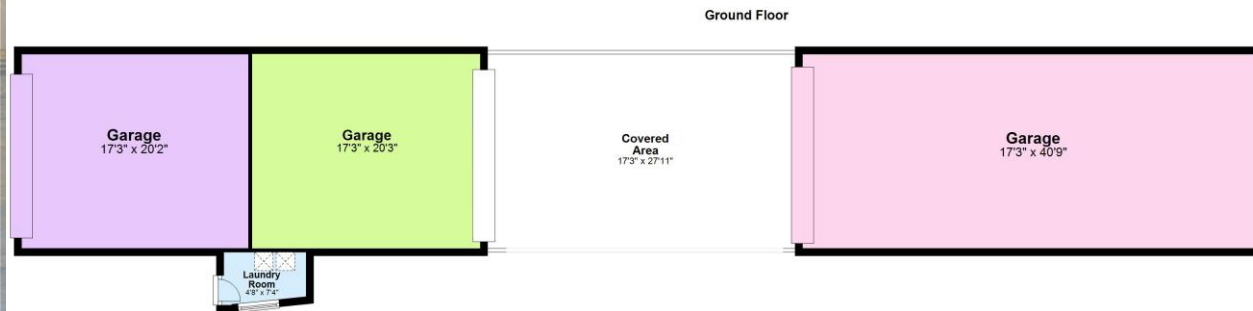 Ground Floor
Garage
17'3" x 20'2"
Garage
17'3" x 20'3"
Covered
Area
17'3" x 27'11"
Garage
17'3" x 40'9"
Laundry
Room
4'8" x 7'4"